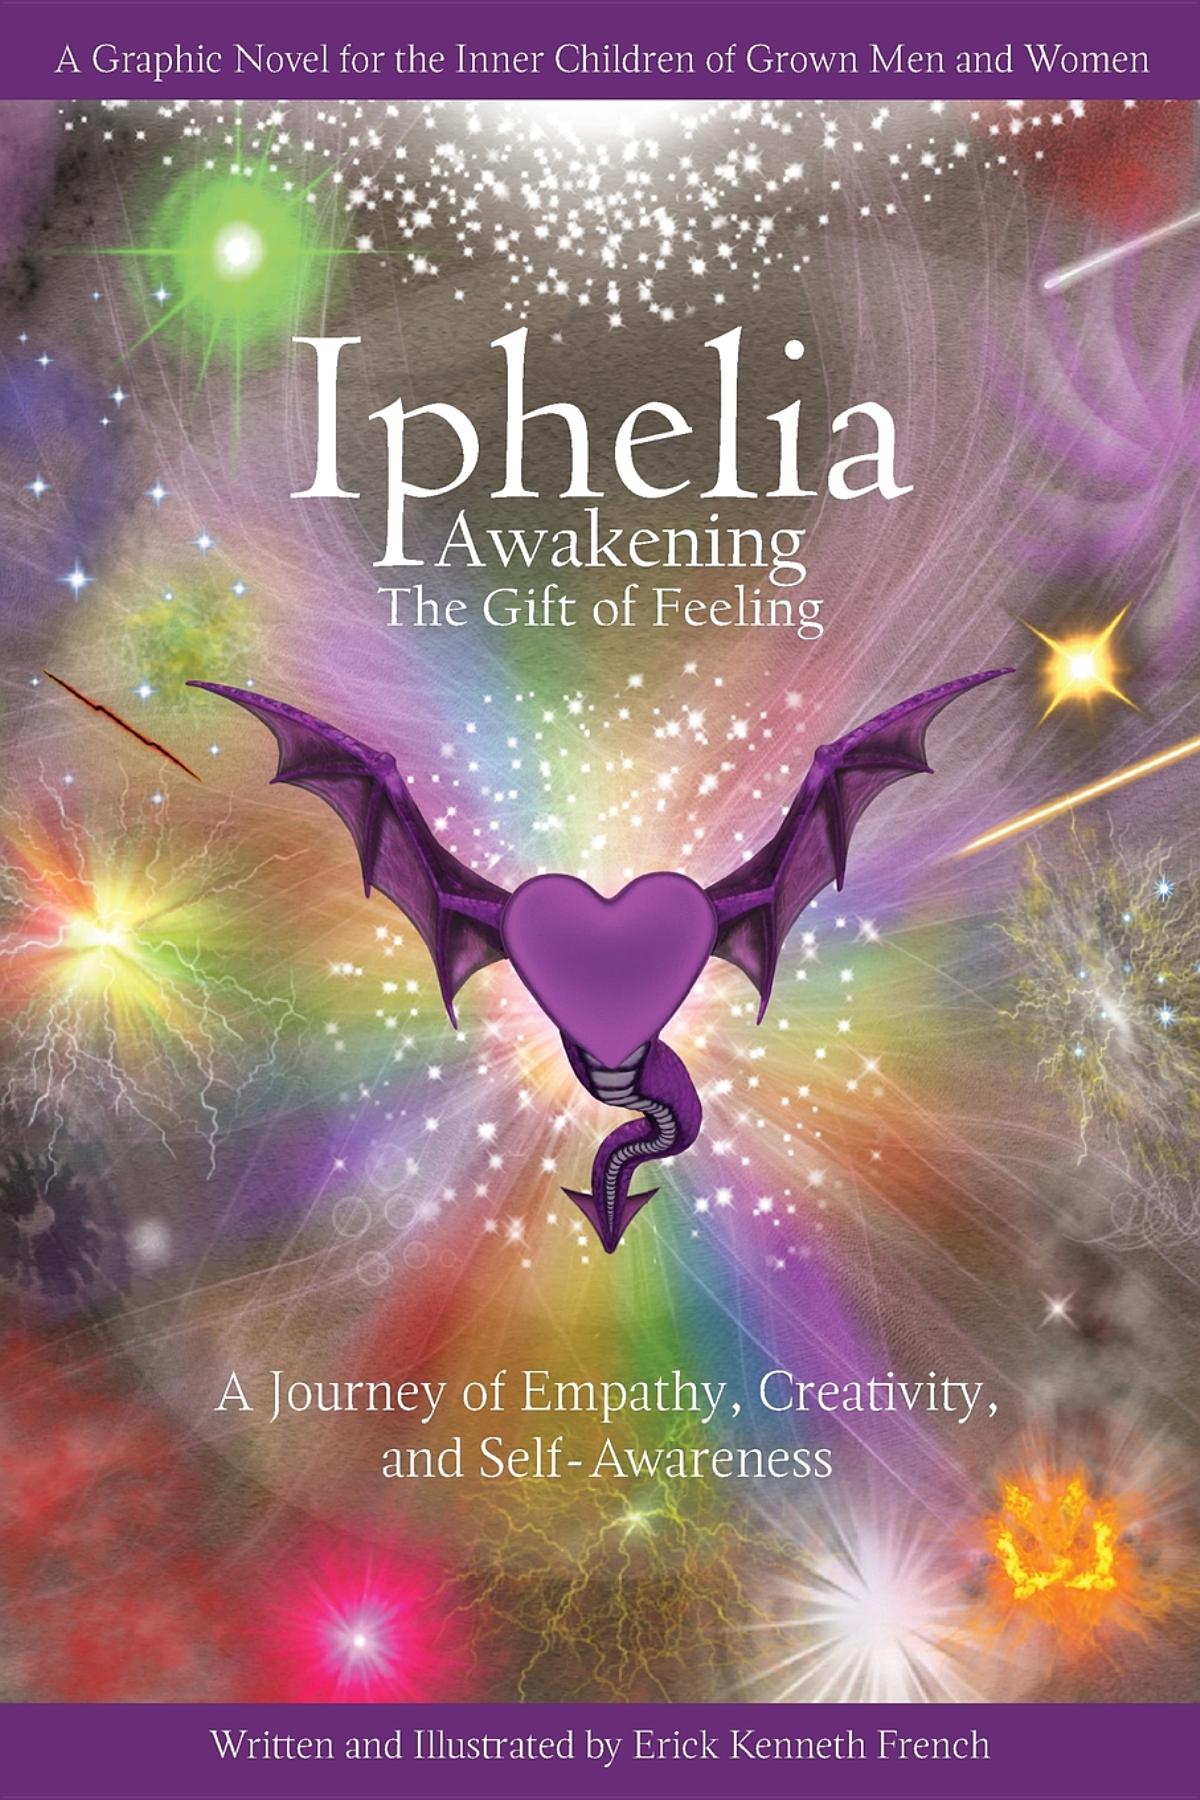 A Graphic Novel for the Inner Children of Grown Men and Women
Iphelia
Awakening
The Gift of Feeling
A Journey of Empathy, Creativity,
and Self-Awareness
Written and Illustrated by Erick Kenneth French